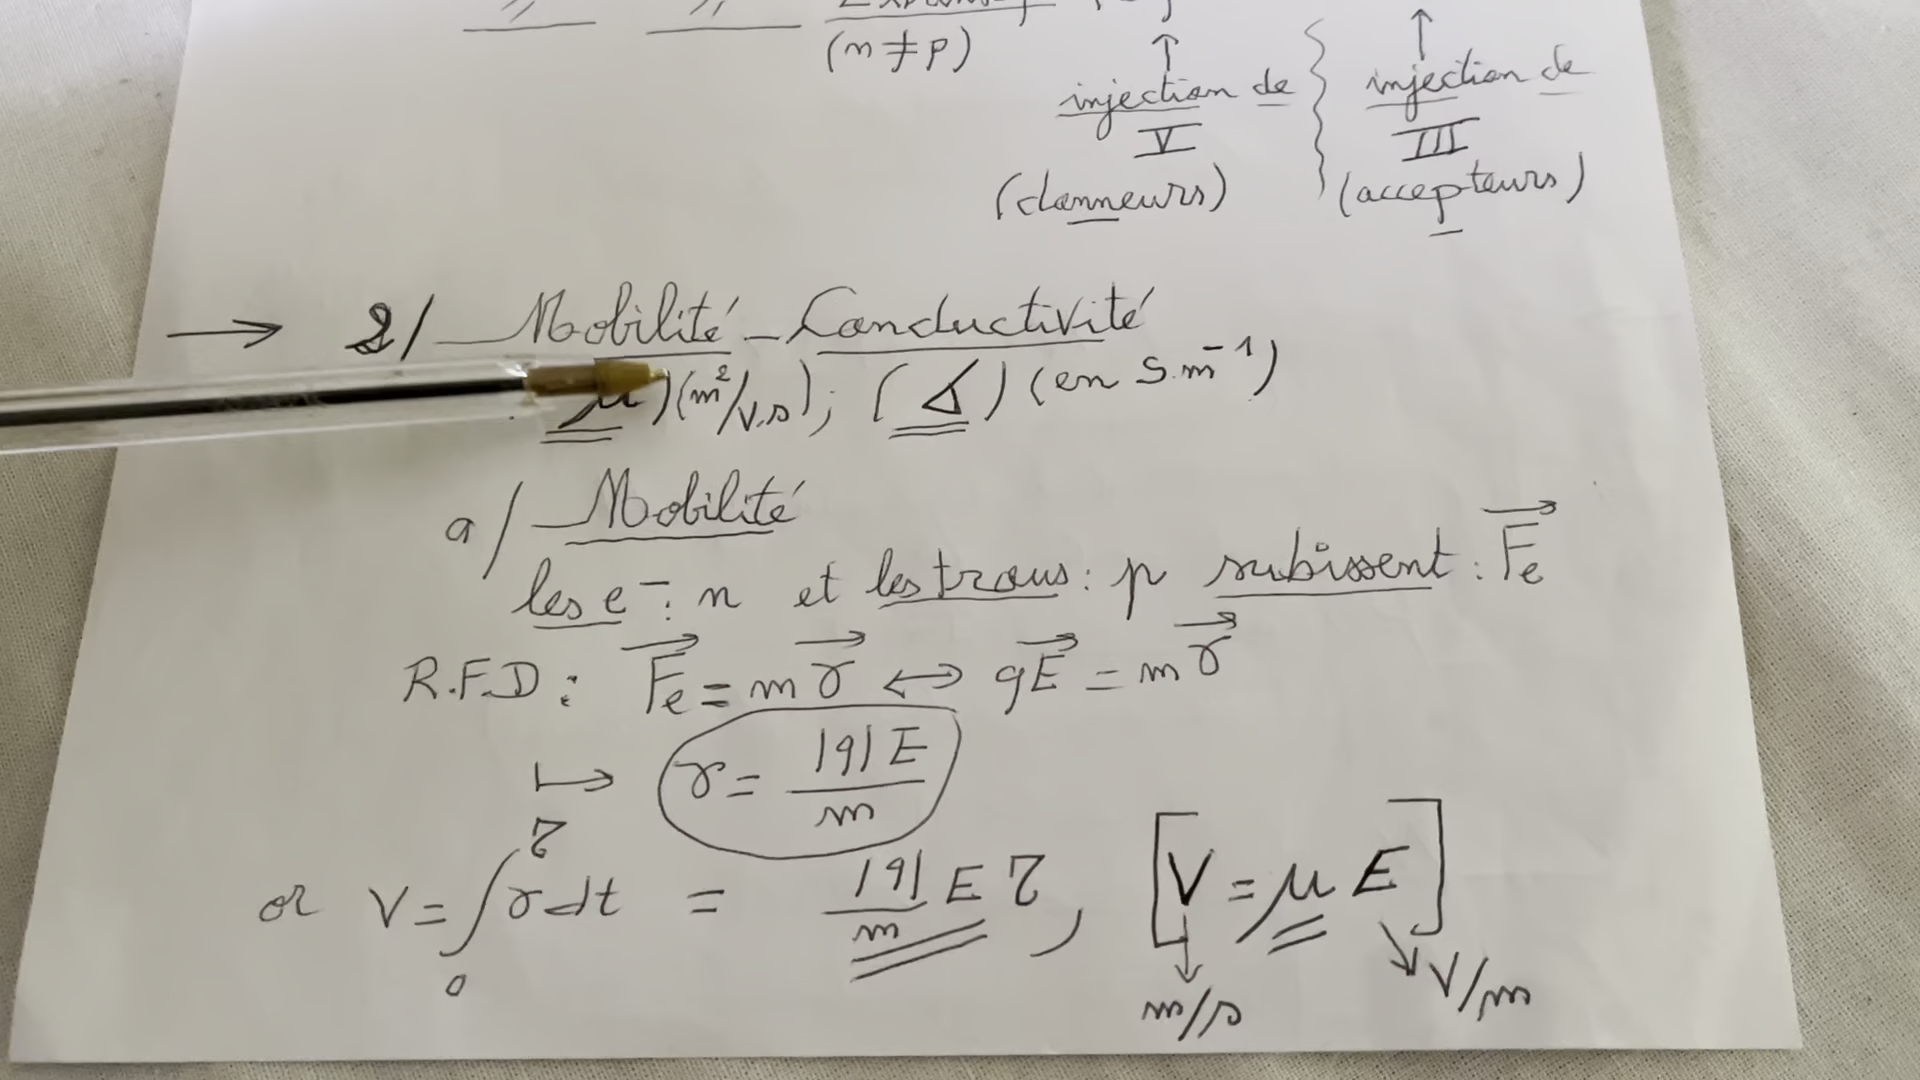 (n ≠ p)
injection de } injection de
V III
(donneurs) (accepteurs)
→ 2/ Mobilité - Conductivité
μ) (m²/V.s); (Δ) (en S.m⁻¹)
a/ Mobilité
les e⁻: n et les trous: p subissent: F⃗e
R.F.D: F⃗e = mγ⃗ ↔ qE⃗ = mγ⃗
↦ γ = |q|E/m
or V = ∫₀^τ γ dt = |q|/m E τ, [V = μ E]
m/s V/m